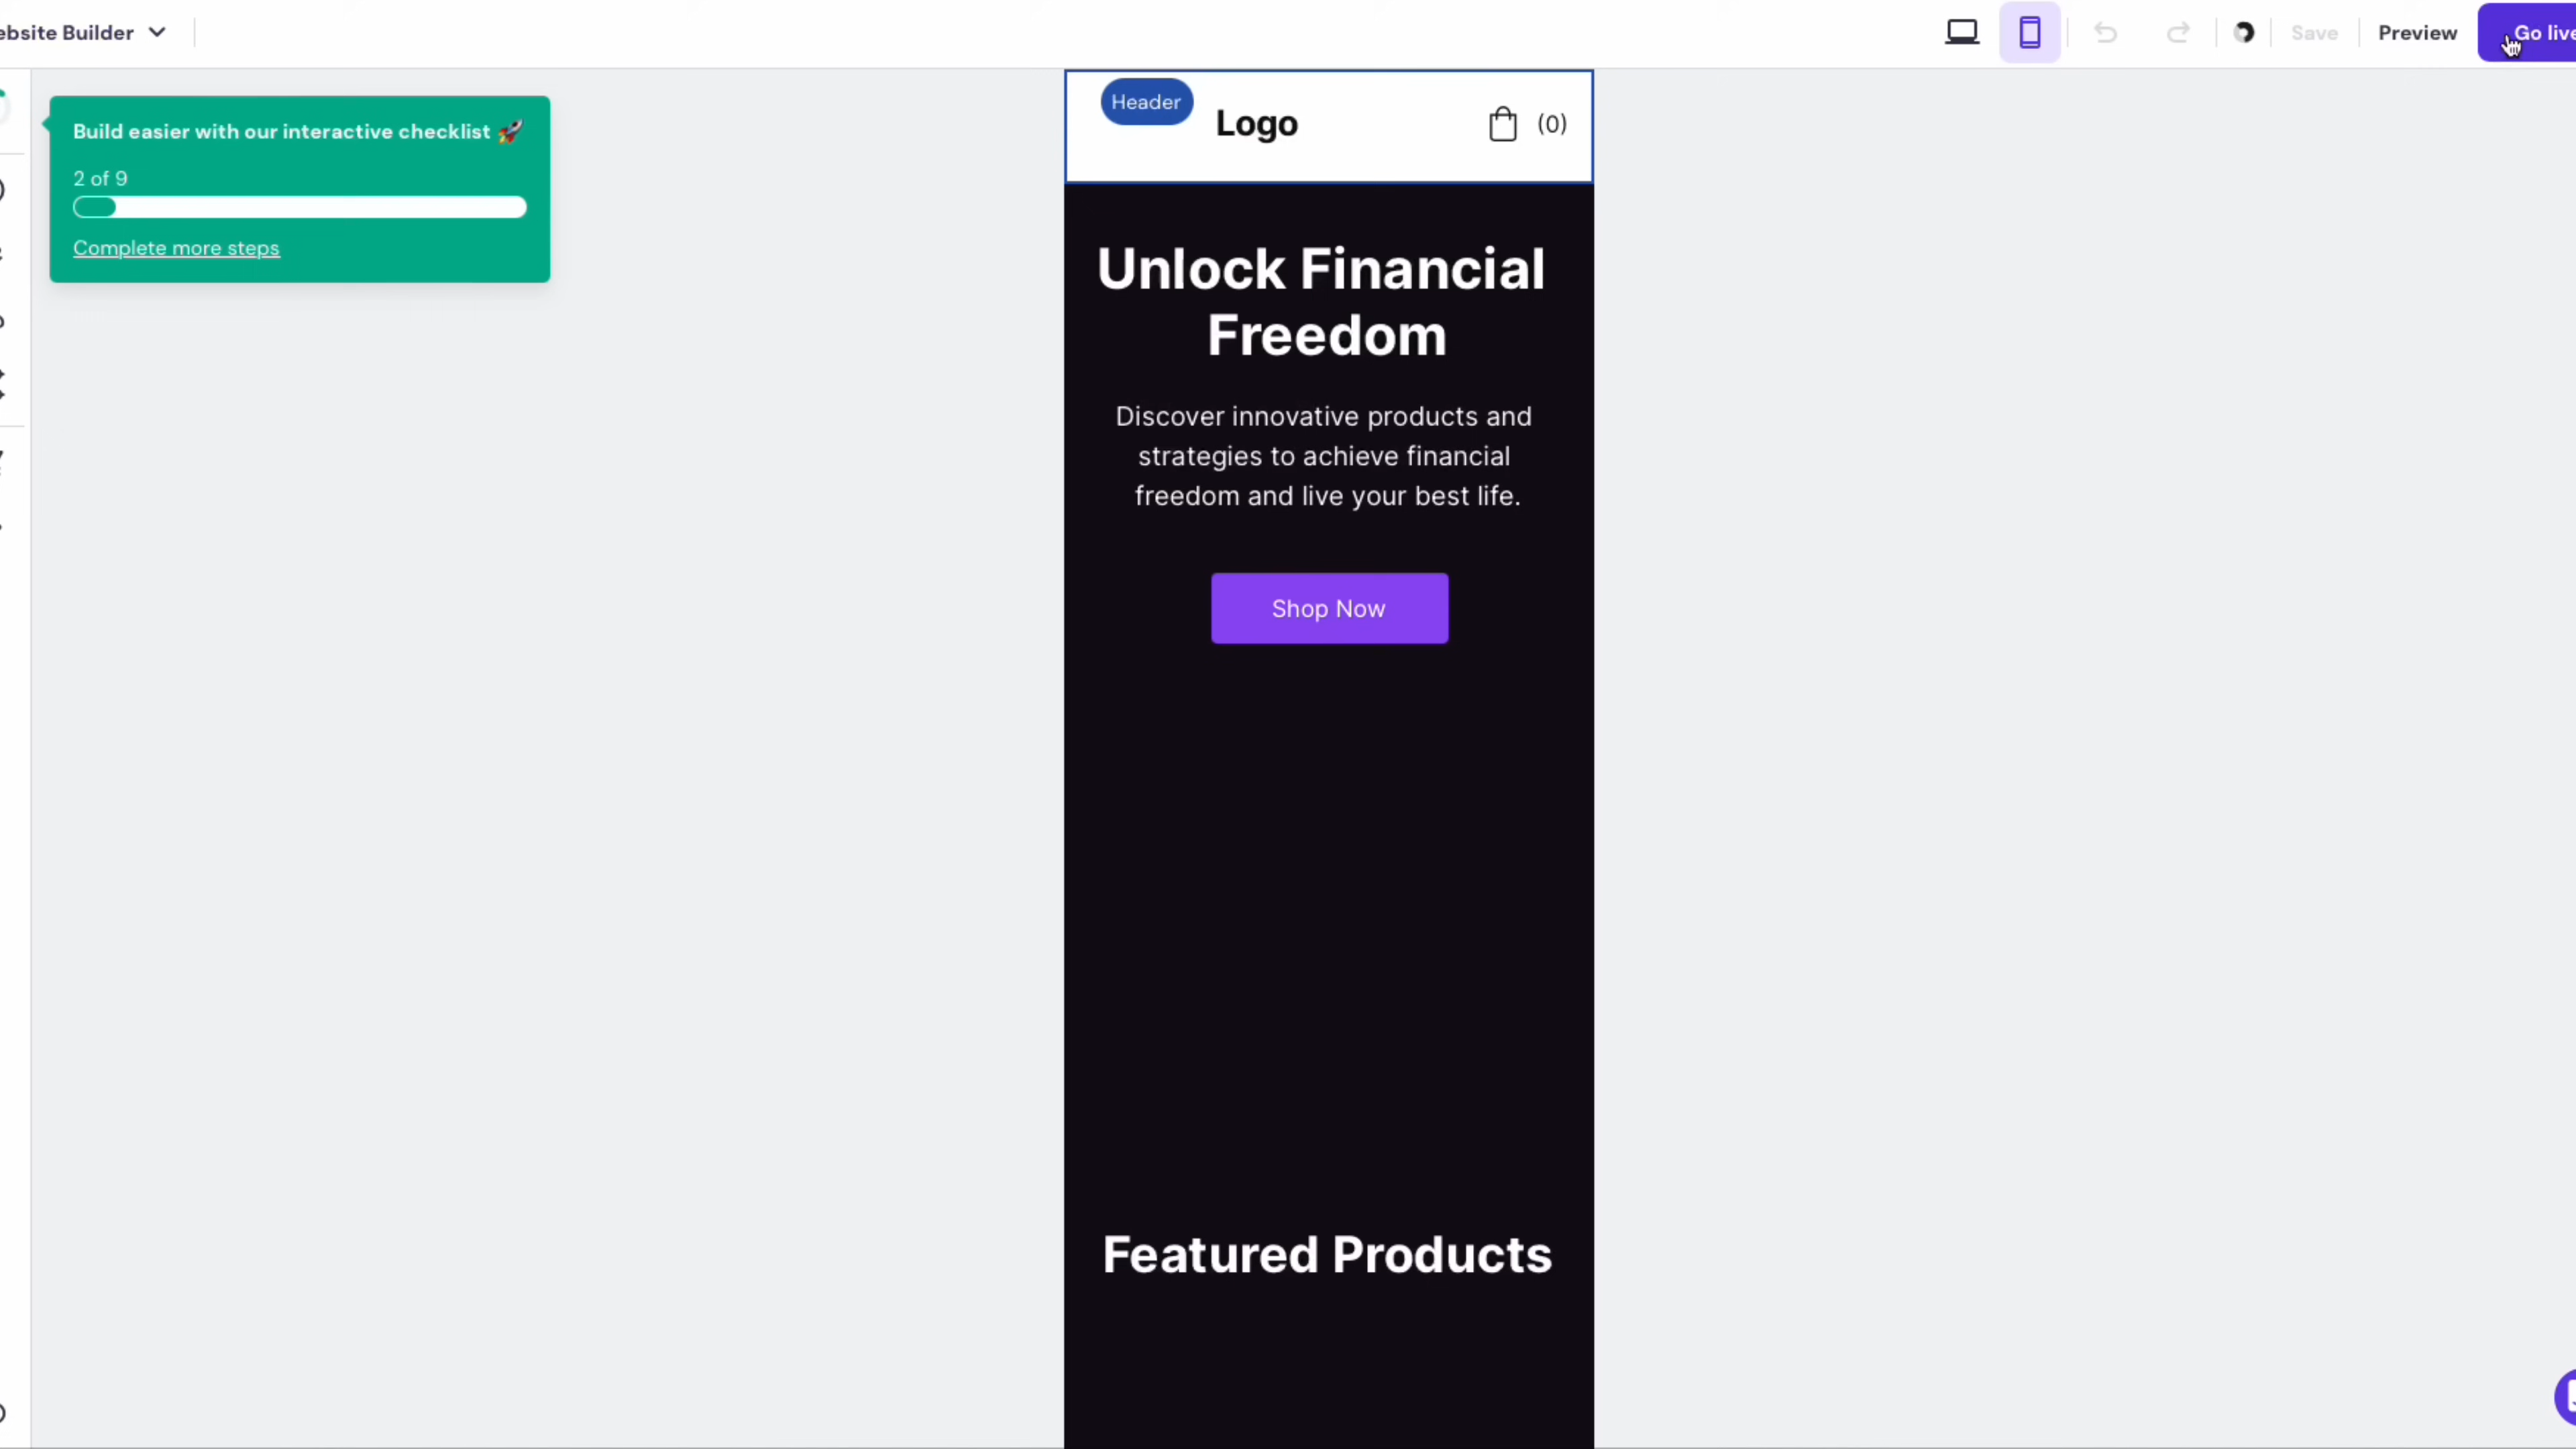 ebsite Builder
Save
Preview
Go live
Build easier with our interactive checklist 🚀
2 of 9
Complete more steps
Header
Logo
(0)
Unlock Financial
Freedom
Discover innovative products and
strategies to achieve financial
freedom and live your best life.
Shop Now
Featured Products